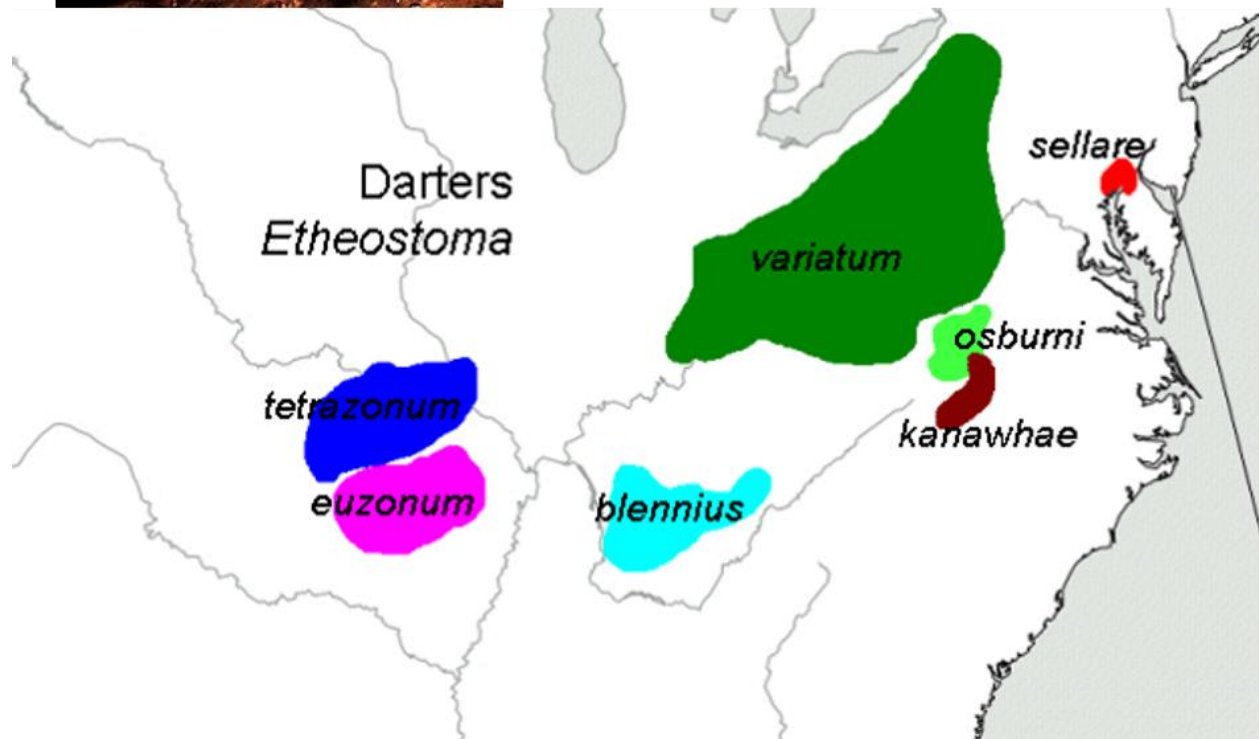 sellare
Darters
Etheostoma
variatum
osburni
tetrazonum
kanawhae
euzonum
blennius